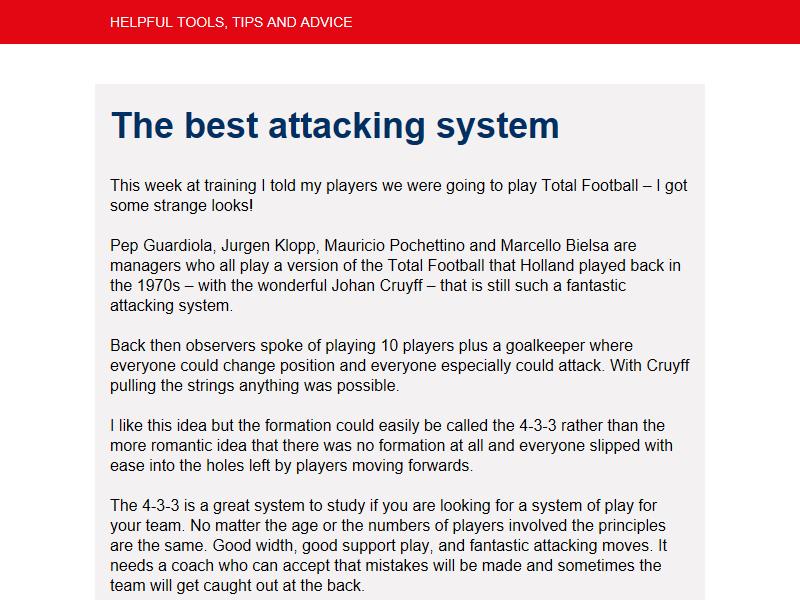 HELPFUL TOOLS, TIPS AND ADVICE
The best attacking system
This week at training I told my players we were going to play Total Football – I got
some strange looks!
Pep Guardiola, Jurgen Klopp, Mauricio Pochettino and Marcello Bielsa are
managers who all play a version of the Total Football that Holland played back in
the 1970s – with the wonderful Johan Cruyff – that is still such a fantastic
attacking system.
Back then observers spoke of playing 10 players plus a goalkeeper where
everyone could change position and everyone especially could attack. With Cruyff
pulling the strings anything was possible.
I like this idea but the formation could easily be called the 4-3-3 rather than the
more romantic idea that there was no formation at all and everyone slipped with
ease into the holes left by players moving forwards.
The 4-3-3 is a great system to study if you are looking for a system of play for
your team. No matter the age or the numbers of players involved the principles
are the same. Good width, good support play, and fantastic attacking moves. It
needs a coach who can accept that mistakes will be made and sometimes the
team will get caught out at the back.